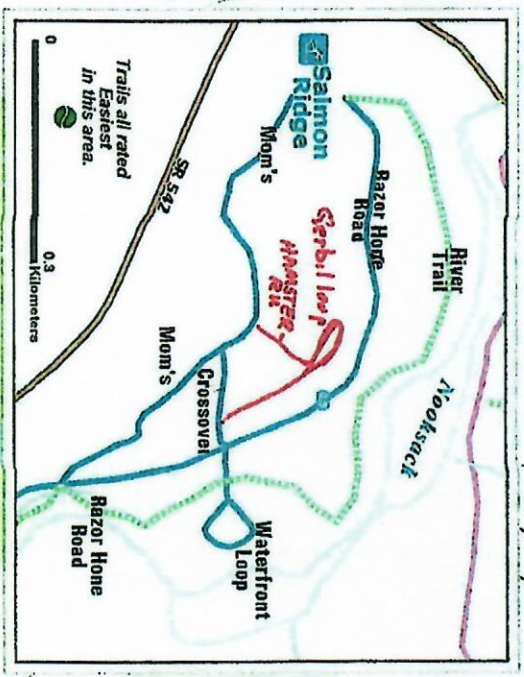 Salmon
Ridge
Mom's
Razor Hone
Road
River
Trail
Nooksack
Gerbil loop
HAMSTER-
RU
SR 542
Trails all rated
Easiest
in this area.
0
0.3
Kilometers
Mom's
Crossover
Razor Hone
Road
Waterfront
Loop